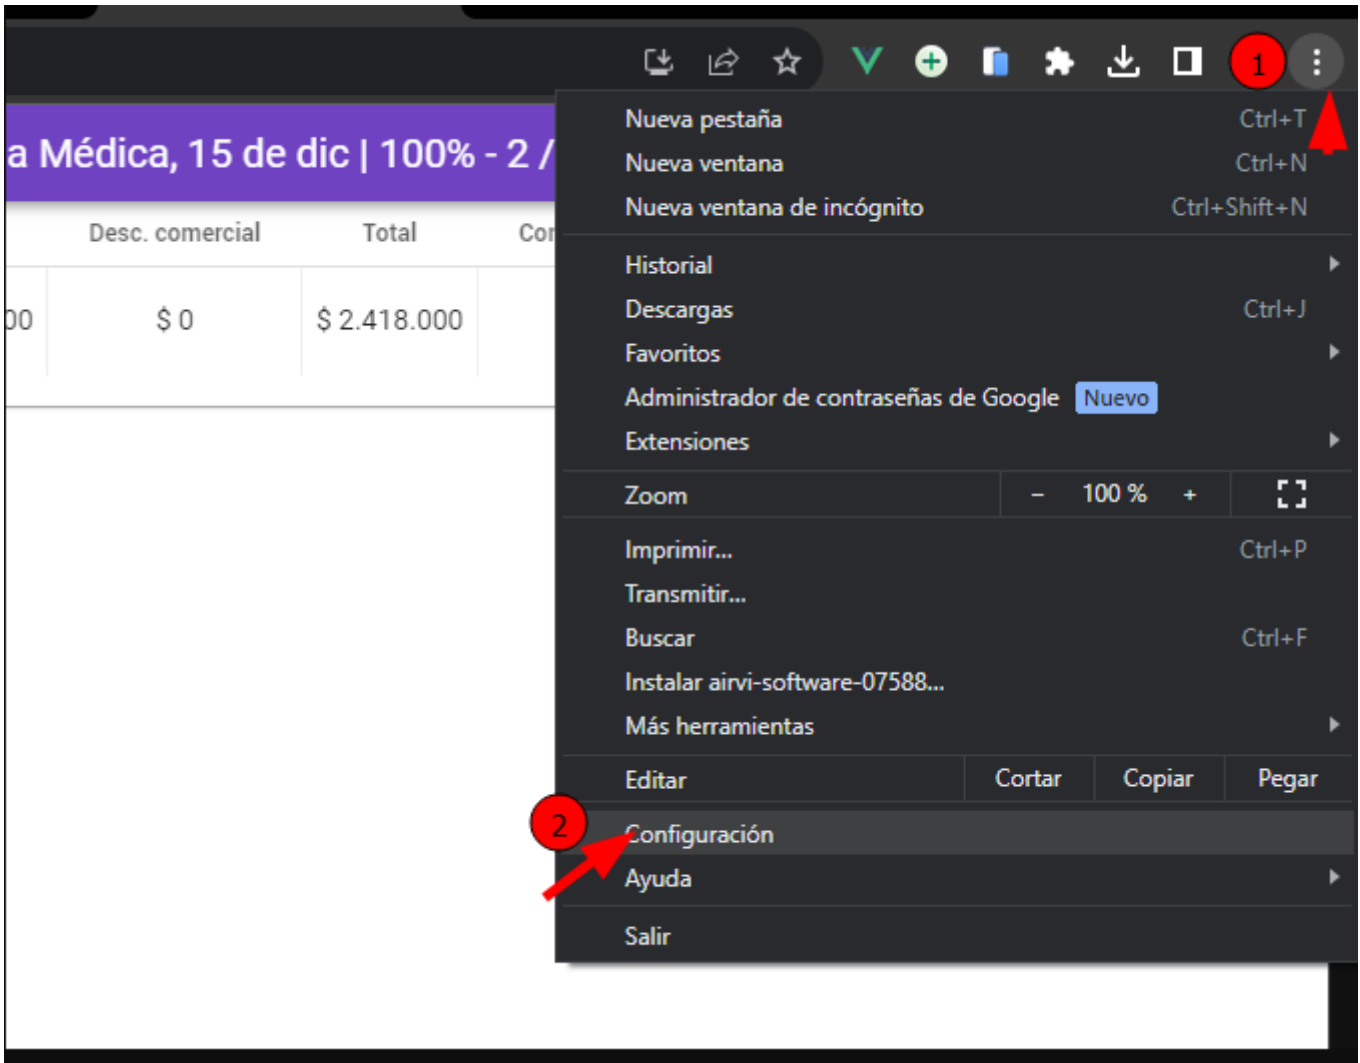 1
a Médica, 15 de dic | 100% - 2 /
Desc. comercial Total Cor
00 $ 0 $ 2.418.000
Nueva pestaña Ctrl+T
Nueva ventana Ctrl+N
Nueva ventana de incógnito Ctrl+Shift+N
Historial
Descargas Ctrl+J
Favoritos
Administrador de contraseñas de Google Nuevo
Extensiones
Zoom - 100 % +
Imprimir... Ctrl+P
Transmitir...
Buscar Ctrl+F
Instalar airvi-software-07588...
Más herramientas
Editar Cortar Copiar Pegar
2
Configuración
Ayuda
Salir